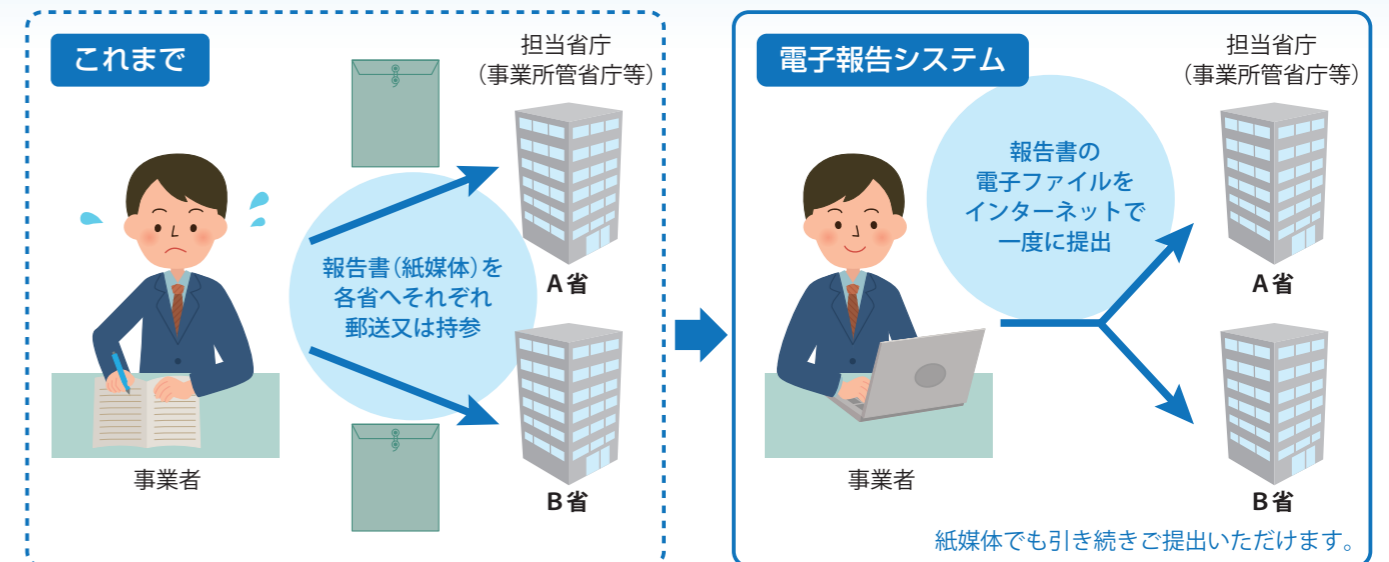 これまで
担当省庁
（事業所管省庁等）
報告書（紙媒体）を
各省へそれぞれ
郵送又は持参
A省
B省
事業者
電子報告システム
担当省庁
（事業所管省庁等）
報告書の
電子ファイルを
インターネットで
一度に提出
A省
B省
事業者
紙媒体でも引き続きご提出いただけます。